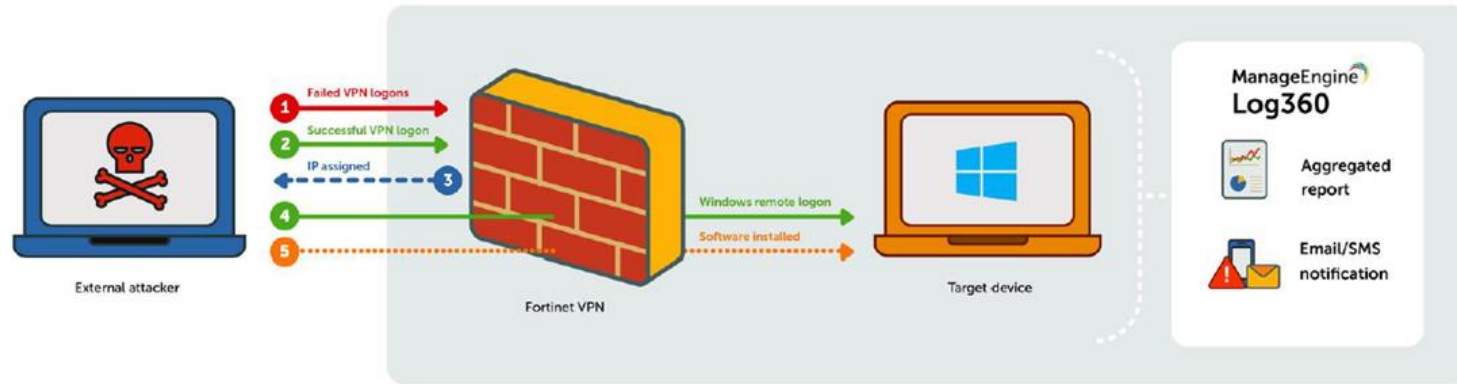 1 Failed VPN logons
2 Successful VPN logon
IP assigned 3
4 Windows remote logon
5 Software installed
External attacker
Fortinet VPN
Target device
ManageEngine
Log360
Aggregated
report
Email/SMS
notification